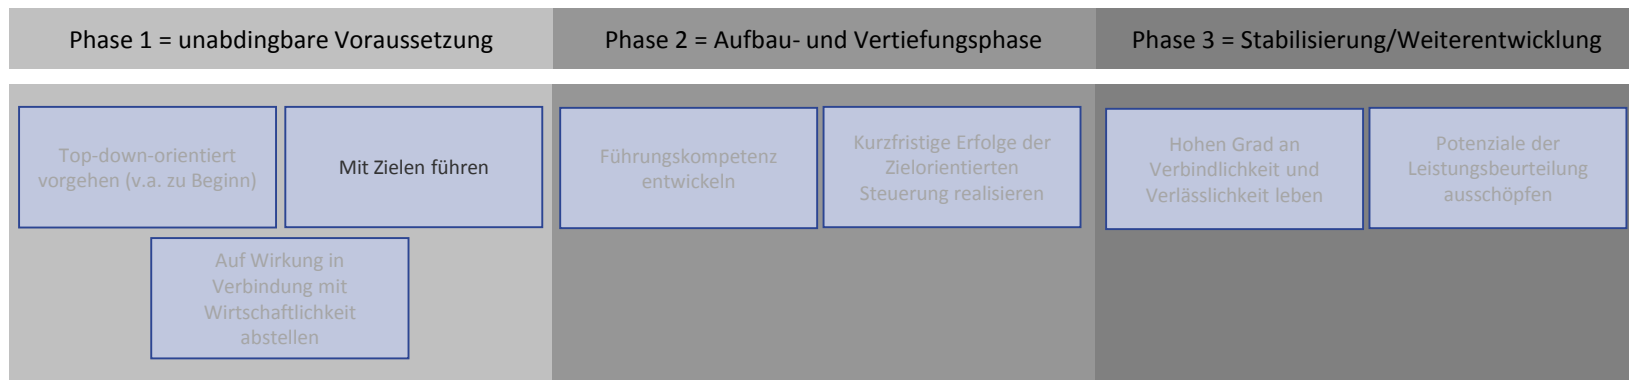 Phase 1 = unabdingbare Voraussetzung
Phase 2 = Aufbau- und Vertiefungsphase
Phase 3 = Stabilisierung/Weiterentwicklung
Top-down-orientiert
vorgehen (v.a. zu Beginn)
Mit Zielen führen
Auf Wirkung in
Verbindung mit
Wirtschaftlichkeit
abstellen
Führungskompetenz
entwickeln
Kurzfristige Erfolge der
Zielorientierten
Steuerung realisieren
Hohen Grad an
Verbindlichkeit und
Verlässlichkeit leben
Potenziale der
Leistungsbeurteilung
ausschöpfen